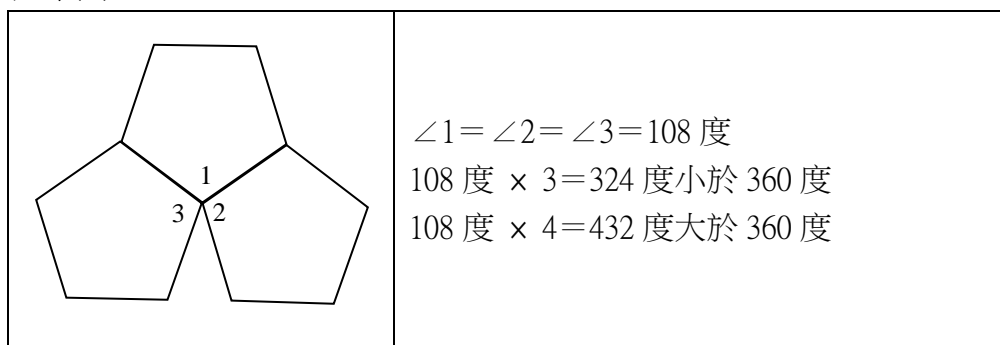 1
3 2
∠1＝∠2＝∠3＝108 度
108 度 × 3＝324 度小於 360 度
108 度 × 4＝432 度大於 360 度